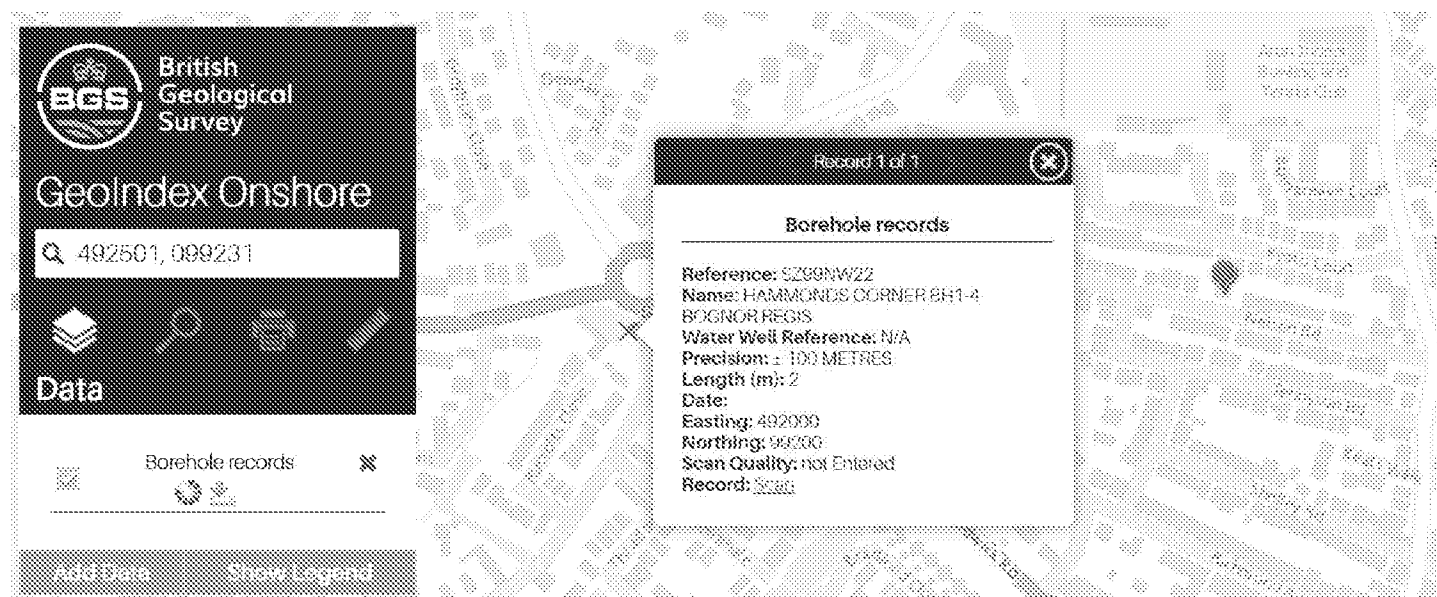 British
Geological
Survey
BGS
GeoIndex Onshore
492501, 099231
Data
Borehole records
Add Data
Show Legend
Record 1 of 1
Borehole records
Reference: SZ99NW22
Name: HAMMONDS CORNER BH1-4
BOGNOR REGIS
Water Well Reference: N/A
Precision: ± 100 METRES
Length (m): 2
Date:
Easting: 492000
Northing: 99200
Scan Quality: not Entered
Record: Scan
Tennis Club